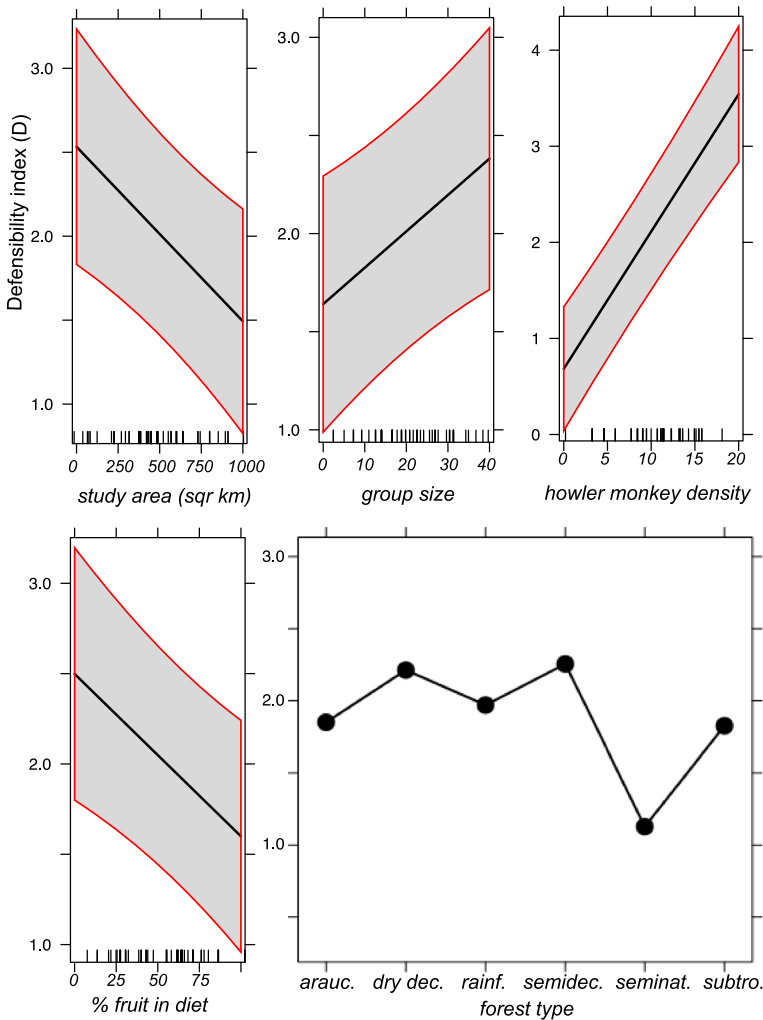 Defensibility index (D)
3.0
2.0
1.0
0 250 500 750 1000
study area (sqr km)
3.0
2.0
1.0
0 10 20 30 40
group size
4
3
2
1
0
0 5 10 15 20
howler monkey density
3.0
2.0
1.0
0 25 50 75
% fruit in diet
3.0
2.0
1.0
arauc. dry dec. rainf. semidec. seminat. subtro.
forest type